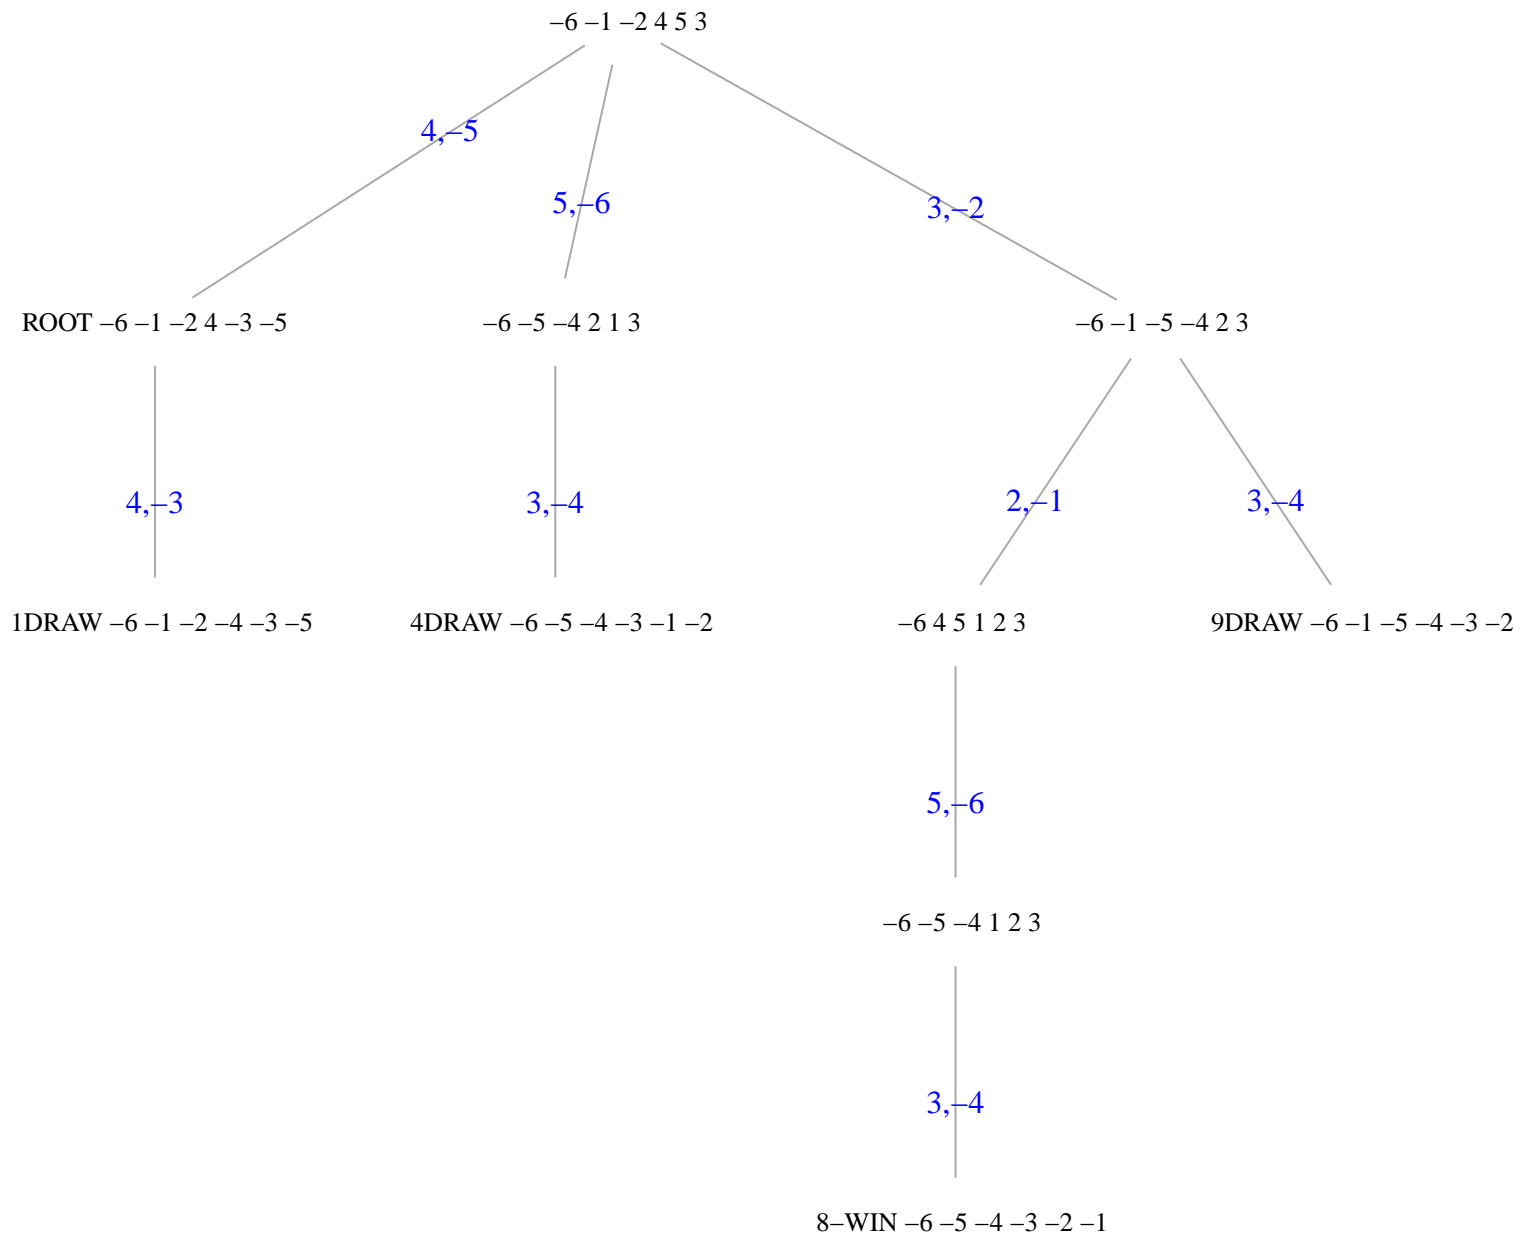 –6 –1 –2 4 5 3
4,–5
5,–6
3,–2
ROOT –6 –1 –2 4 –3 –5
–6 –5 –4 2 1 3
–6 –1 –5 –4 2 3
4,–3
3,–4
2,–1
3,–4
1DRAW –6 –1 –2 –4 –3 –5
4DRAW –6 –5 –4 –3 –1 –2
–6 4 5 1 2 3
9DRAW –6 –1 –5 –4 –3 –2
5,–6
–6 –5 –4 1 2 3
3,–4
8–WIN –6 –5 –4 –3 –2 –1